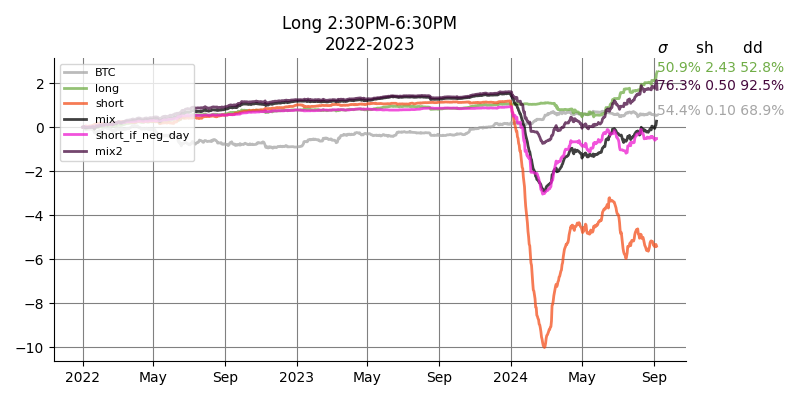 Long 2:30PM-6:30PM
2022-2023
σ sh dd
50.9% 2.43 52.8%
76.3% 0.50 92.5%
54.4% 0.10 68.9%
BTC
long
short
mix
short_if_neg_day
mix2
2
0
−2
−4
−6
−8
−10
2022 May Sep 2023 May Sep 2024 May Sep